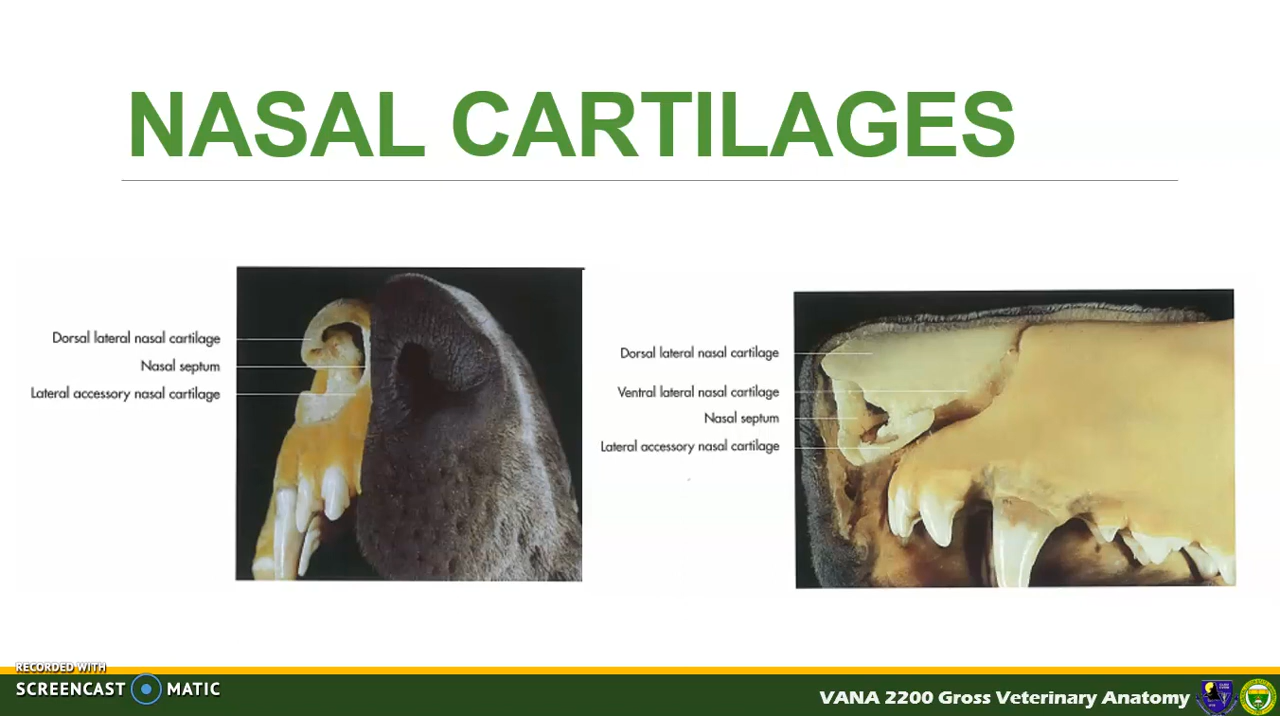 NASAL CARTILAGES
Dorsal lateral nasal cartilage
Nasal septum
Lateral accessory nasal cartilage
Dorsal lateral nasal cartilage
Ventral lateral nasal cartilage
Nasal septum
Lateral accessory nasal cartilage
RECORDED WITH
SCREENCAST MATIC
VANA 2200 Gross Veterinary Anatomy